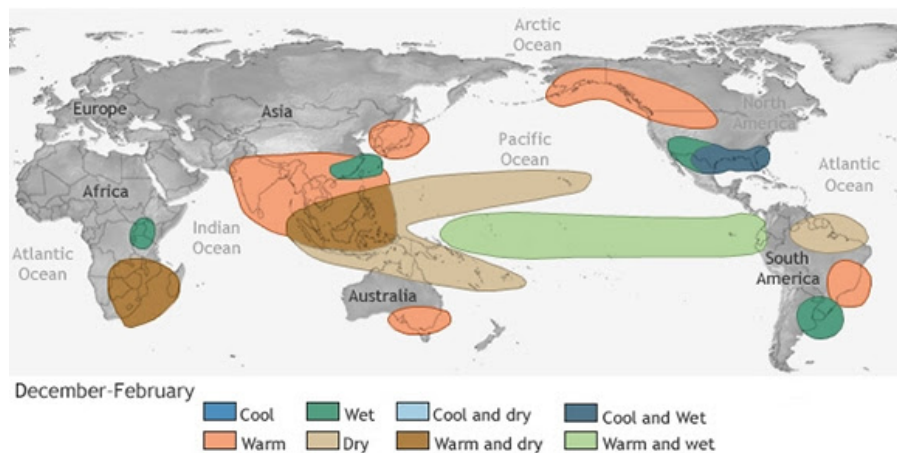 Arctic
Ocean
Europe
Asia
North
America
Pacific
Ocean
Africa
Atlantic
Ocean
Indian
Ocean
Atlantic
Ocean
South
America
Australia
December-February
Cool
Wet
Cool and dry
Cool and Wet
Warm
Dry
Warm and dry
Warm and wet